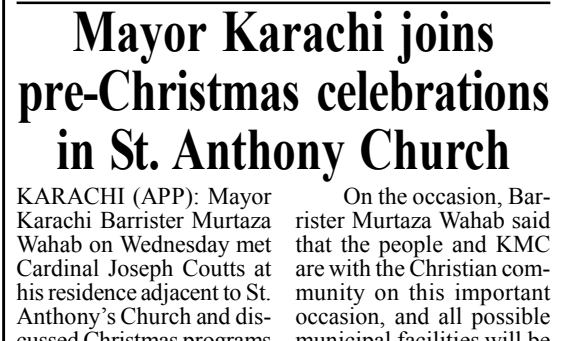 Mayor Karachi joins
pre-Christmas celebrations
in St. Anthony Church
KARACHI (APP): Mayor
Karachi Barrister Murtaza
Wahab on Wednesday met
Cardinal Joseph Coutts at
his residence adjacent to St.
Anthony's Church and dis-
cussed Christmas programs
On the occasion, Bar-
rister Murtaza Wahab said
that the people and KMC
are with the Christian com-
munity on this important
occasion, and all possible
municipal facilities will be